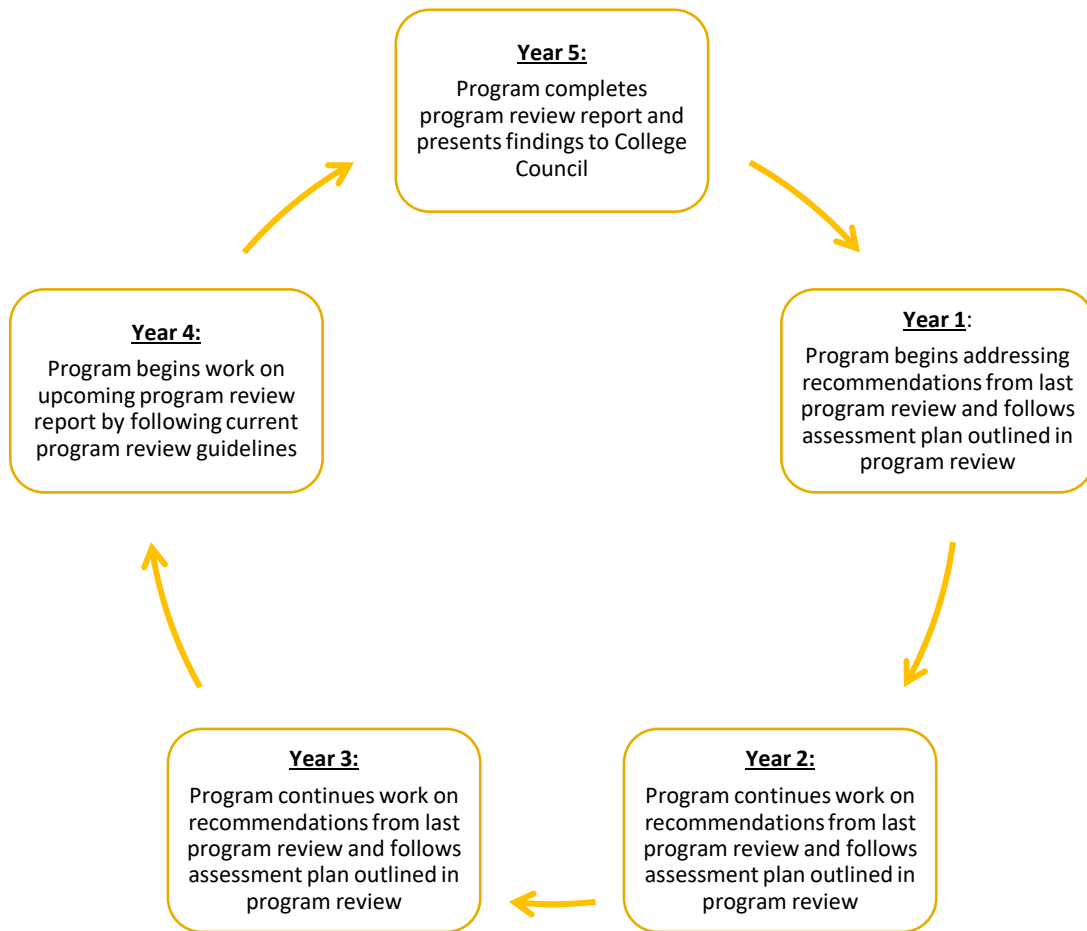 Year 5:
Program completes
program review report and
presents findings to College
Council
Year 4:
Program begins work on
upcoming program review
report by following current
program review guidelines
Year 1:
Program begins addressing
recommendations from last
program review and follows
assessment plan outlined in
program review
Year 3:
Program continues work on
recommendations from last
program review and follows
assessment plan outlined in
program review
Year 2:
Program continues work on
recommendations from last
program review and follows
assessment plan outlined in
program review